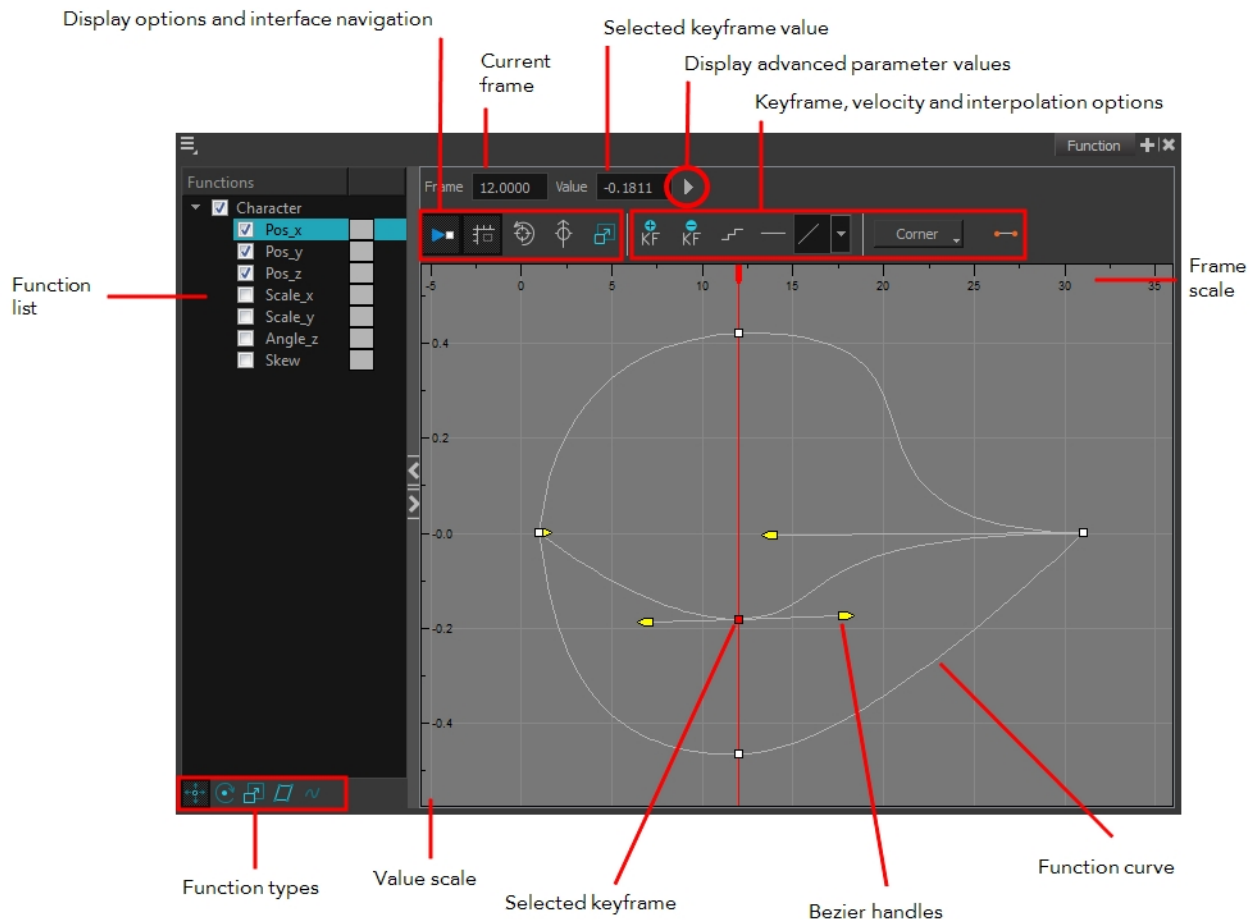 Display options and interface navigation
Selected keyframe value
Current
frame
Display advanced parameter values
Keyframe, velocity and interpolation options
Function
Functions
Frame 12.0000 Value -0.1811
Character
Pos_x
Pos_y
Pos_z
Scale_x
Scale_y
Angle_z
Skew
KF KF Corner
Function
list
Frame
scale
-5 0 5 10 15 20 25 30 35
0.4
0.2
-0.0
-0.2
-0.4
Function types
Value scale
Selected keyframe
Bezier handles
Function curve